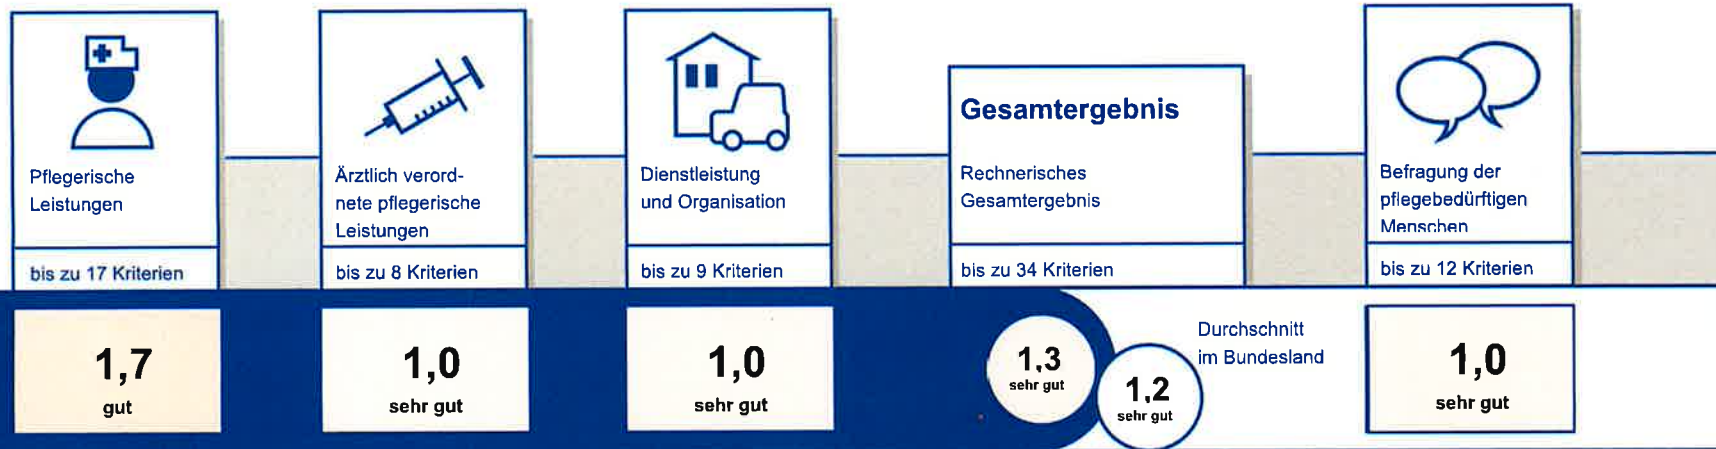 Pflegerische
Leistungen
bis zu 17 Kriterien
1,7
gut
Ärztlich verord-
nete pflegerische
Leistungen
bis zu 8 Kriterien
1,0
sehr gut
Dienstleistung
und Organisation
bis zu 9 Kriterien
1,0
sehr gut
Gesamtergebnis
Rechnerisches
Gesamtergebnis
bis zu 34 Kriterien
1,3
sehr gut
1,2
sehr gut
Durchschnitt
im Bundesland
Befragung der
pflegebedürftigen
Menschen
bis zu 12 Kriterien
1,0
sehr gut